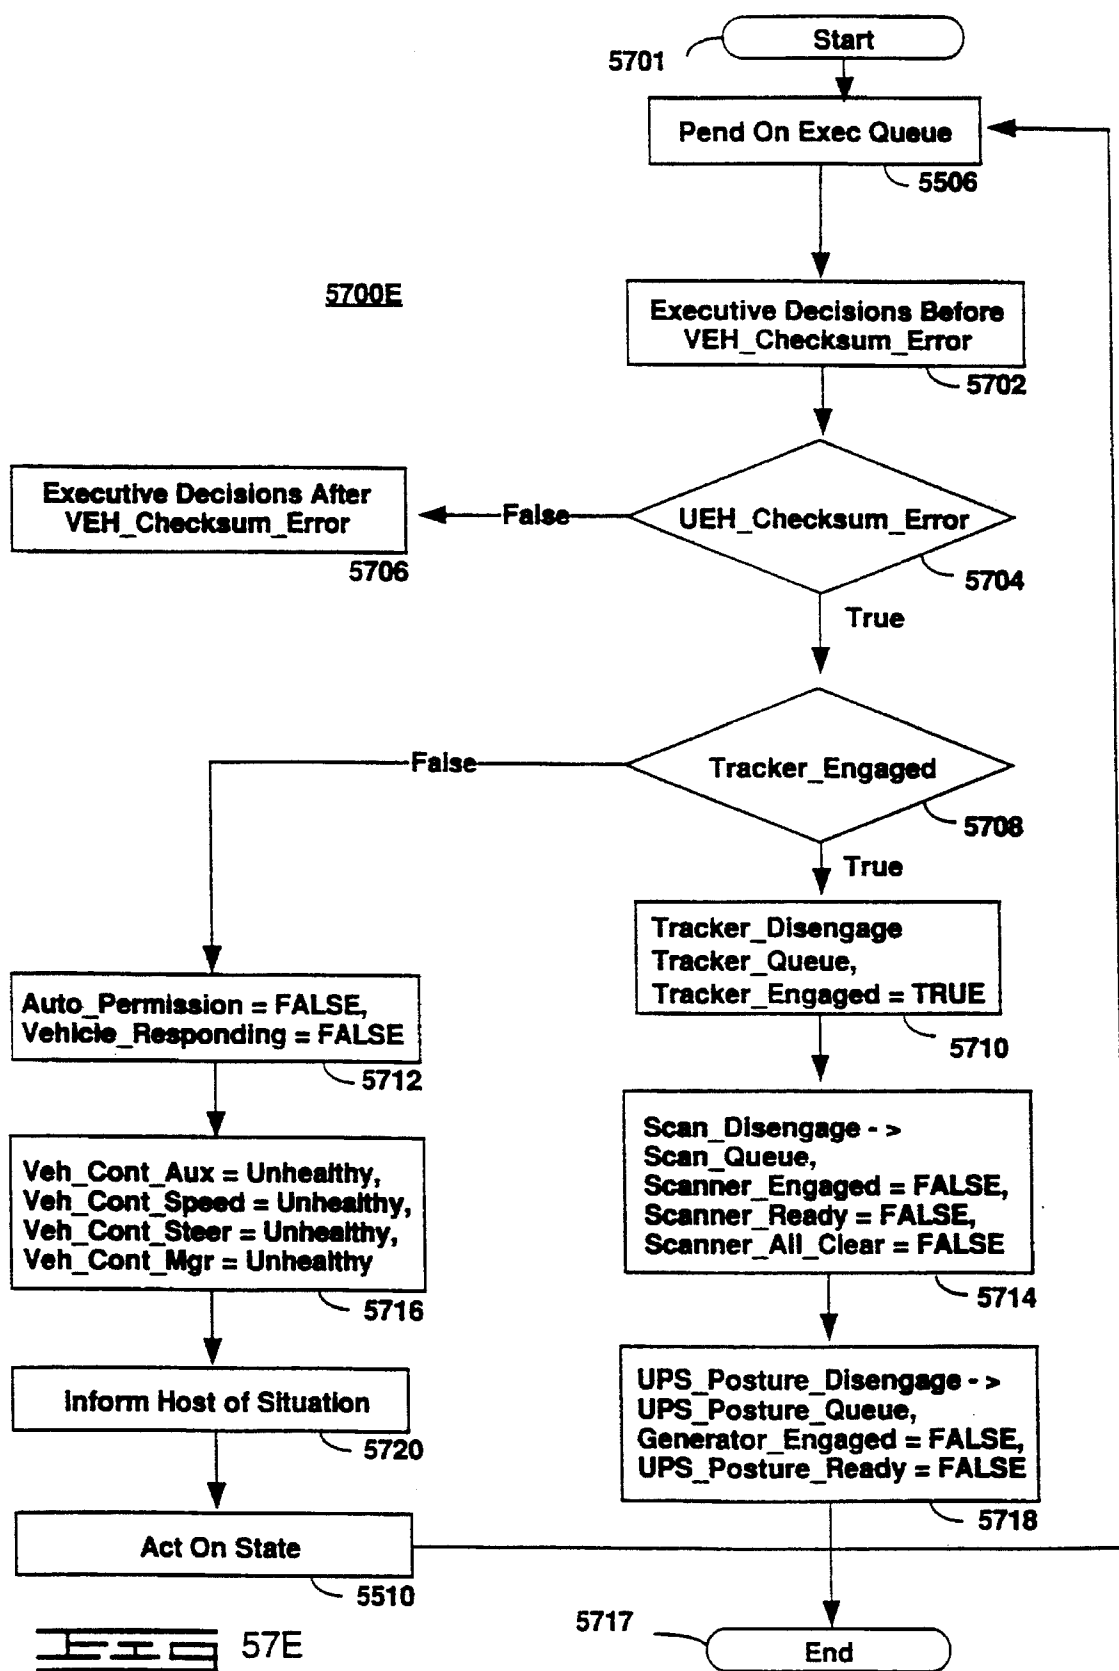 Start
5701
Pend On Exec Queue
5506
5700E
Executive Decisions Before
VEH_Checksum_Error
5702
Executive Decisions After
VEH_Checksum_Error
5706
False
UEH_Checksum_Error
5704
True
False
Tracker_Engaged
5708
True
Tracker_Disengage
Tracker_Queue,
Tracker_Engaged = TRUE
5710
Auto_Permission = FALSE,
Vehicle_Responding = FALSE
5712
Scan_Disengage - >
Scan_Queue,
Scanner_Engaged = FALSE,
Scanner_Ready = FALSE,
Scanner_All_Clear = FALSE
5714
Veh_Cont_Aux = Unhealthy,
Veh_Cont_Speed = Unhealthy,
Veh_Cont_Steer = Unhealthy,
Veh_Cont_Mgr = Unhealthy
5716
UPS_Posture_Disengage - >
UPS_Posture_Queue,
Generator_Engaged = FALSE,
UPS_Posture_Ready = FALSE
5718
Inform Host of Situation
5720
Act On State
5510
5717
End
FIG 57E